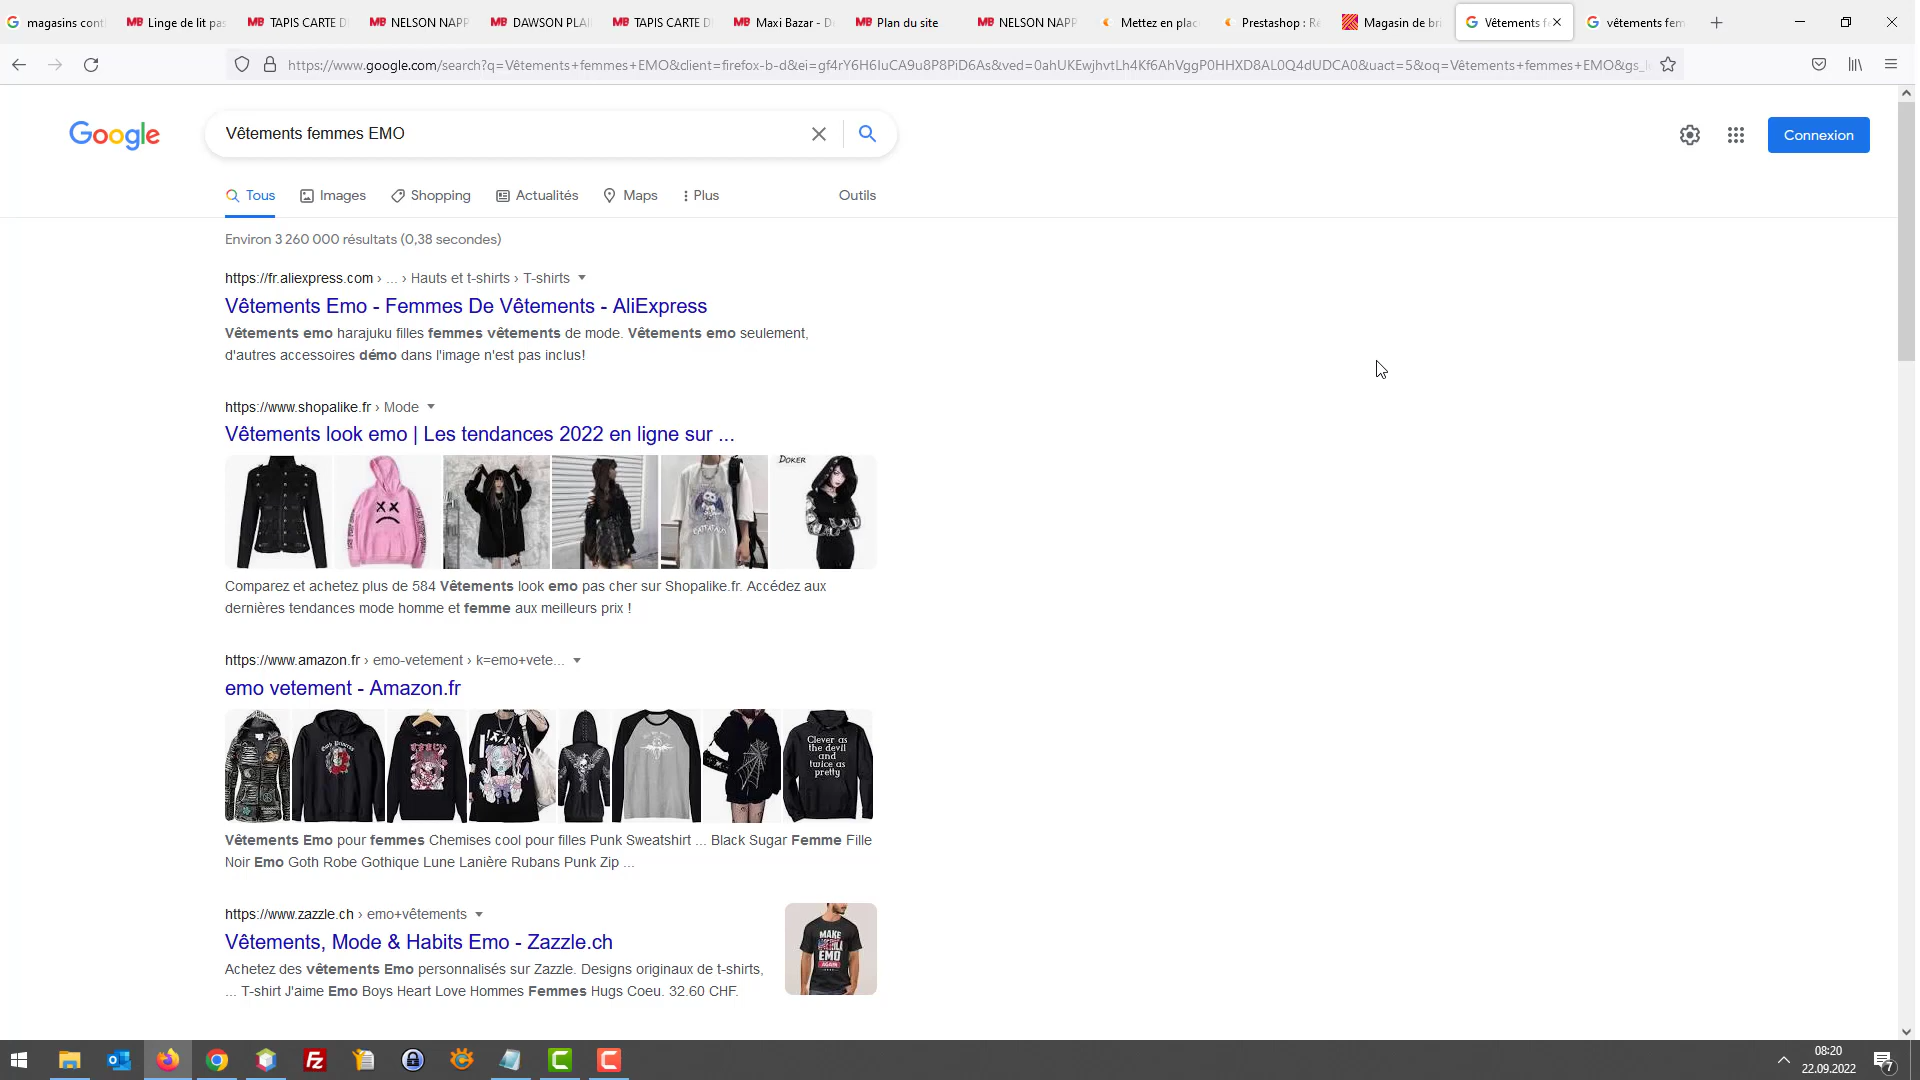 magasins cont
Linge de lit pas
TAPIS CARTE D
NELSON NAPP
DAWSON PLAI
TAPIS CARTE D
Maxi Bazar - D
Plan du site
NELSON NAPP
Mettez en plac
Prestashop : Ré
Magasin de br
Vêtements f
vêtements fem
https://www.google.com/search?q=Vêtements+femmes+EMO&client=firefox-b-d&ei=gf4rY6H6IuCA9u8P8PiD6As&ved=0ahUKEwjhvtLh4Kf6AhVggP0HHXD8AL0Q4dUDCA0&uact=5&oq=Vêtements+femmes+EMO&gs_l
Google
Vêtements femmes EMO
Connexion
Tous
Images
Shopping
Actualités
Maps
Plus
Outils
Environ 3 260 000 résultats (0,38 secondes)
https://fr.aliexpress.com › ... › Hauts et t-shirts › T-shirts
Vêtements Emo - Femmes De Vêtements - AliExpress
Vêtements emo harajuku filles femmes vêtements de mode. Vêtements emo seulement,
d'autres accessoires démo dans l'image n'est pas inclus!
https://www.shopalike.fr › Mode
Vêtements look emo | Les tendances 2022 en ligne sur ...
DOKER
Comparez et achetez plus de 584 Vêtements look emo pas cher sur Shopalike.fr. Accédez aux
dernières tendances mode homme et femme aux meilleurs prix !
https://www.amazon.fr › emo-vetement › k=emo+vete...
emo vetement - Amazon.fr
Clever as
the devil
and
twice as
pretty
Vêtements Emo pour femmes Chemises cool pour filles Punk Sweatshirt ... Black Sugar Femme Fille
Noir Emo Goth Robe Gothique Lune Lanière Rubans Punk Zip ...
https://www.zazzle.ch › emo+vêtements
Vêtements, Mode & Habits Emo - Zazzle.ch
MAKE
EMO
AGAIN
Achetez des vêtements Emo personnalisés sur Zazzle. Designs originaux de t-shirts,
... T-shirt J'aime Emo Boys Heart Love Hommes Femmes Hugs Coeu. 32.60 CHF.
08:20
22.09.2022
7